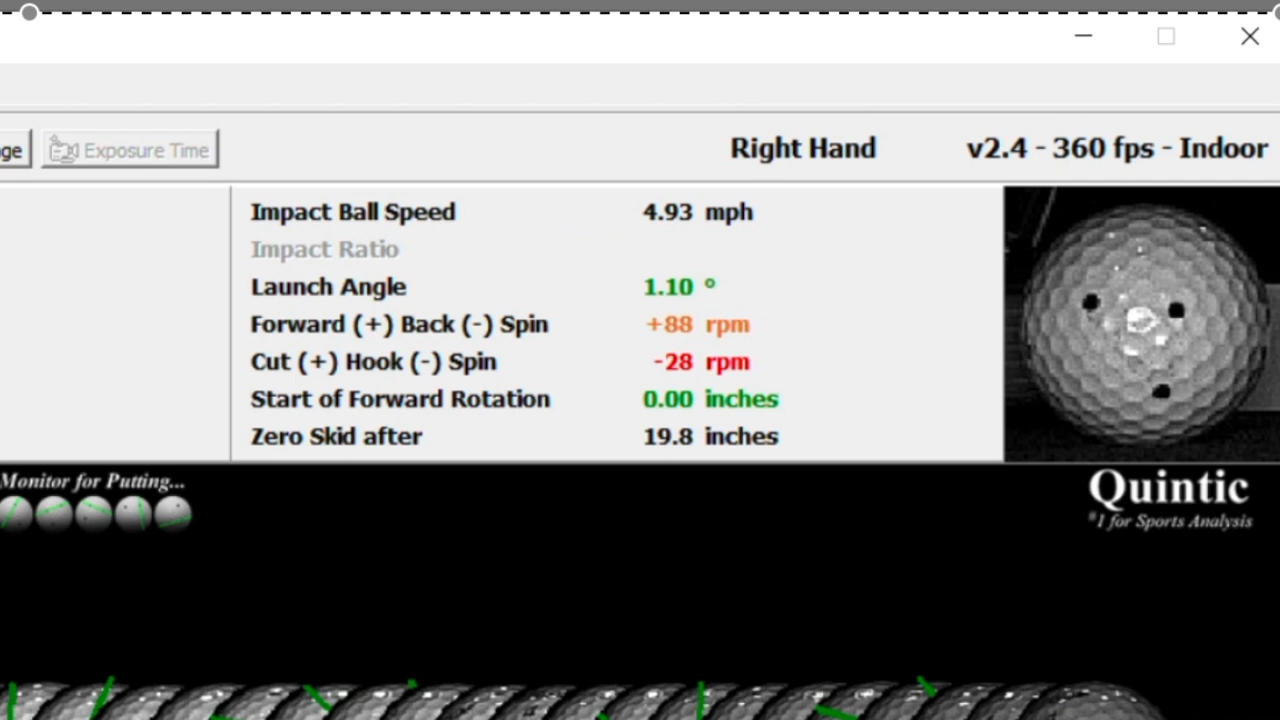 ge
Exposure Time
Right Hand
v2.4 - 360 fps - Indoor
Impact Ball Speed 4.93 mph
Impact Ratio
Launch Angle 1.10 °
Forward (+) Back (-) Spin +88 rpm
Cut (+) Hook (-) Spin -28 rpm
Start of Forward Rotation 0.00 inches
Zero Skid after 19.8 inches
Monitor for Putting...
Quintic
#1 for Sports Analysis